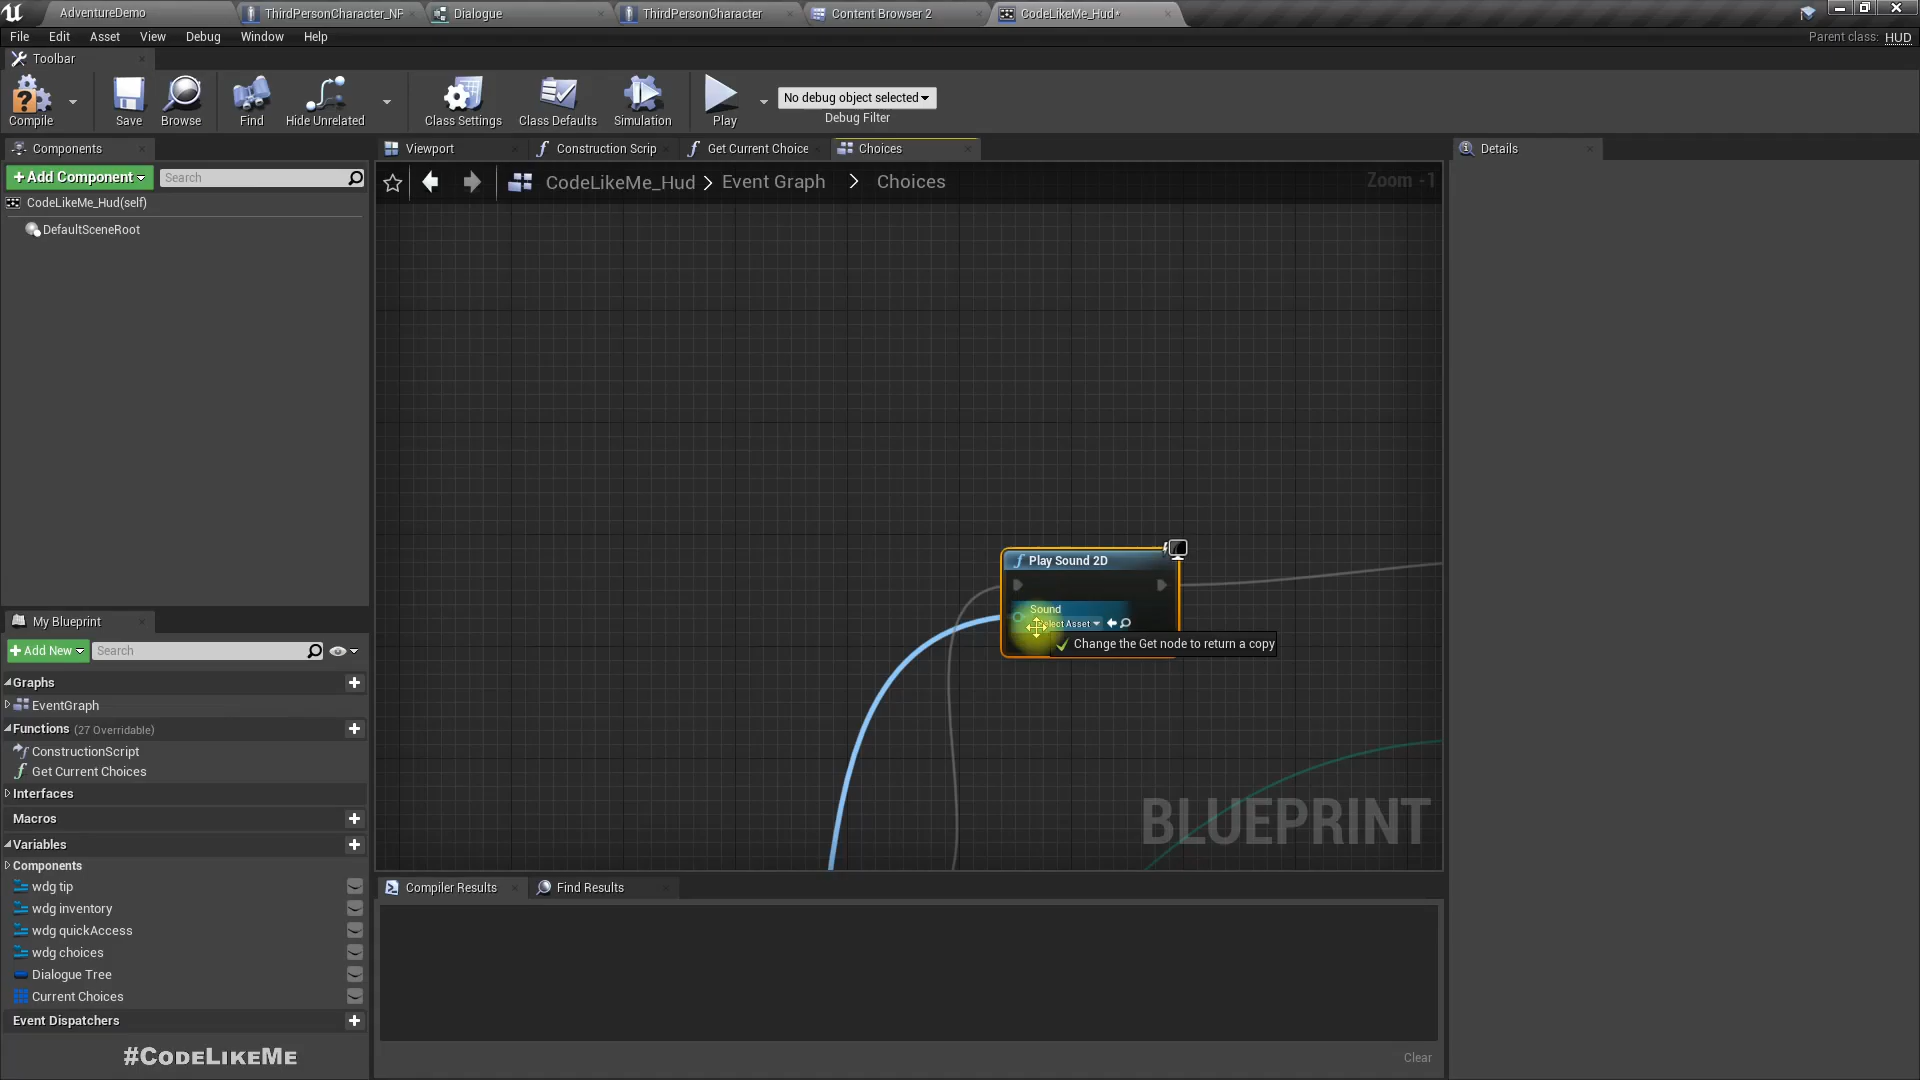 AdventureDemo
ThirdPersonCharacter_NP
Dialogue
ThirdPersonCharacter
Content Browser 2
CodeLikeMe_Hud*
File Edit Asset View Window Debug Help
Parent class: HUD
Toolbar
Compile
Save
Browse
Find
Hide Unrelated
Class Settings
Class Defaults
Simulation
Play
No debug object selected
Debug Filter
Components
+Add Component
Search
CodeLikeMe_Hud(self)
DefaultSceneRoot
Viewport
Construction Scrip
Get Current Choice
Choices
CodeLikeMe_Hud > Event Graph > Choices
Zoom -1
Play Sound 2D
Sound
Asset
Change the Get node to return a copy
BLUEPRINT
Details
My Blueprint
+Add New
Search
Graphs
EventGraph
Functions (27 Overridable)
ConstructionScript
Get Current Choices
Interfaces
Macros
Variables
Components
wdg tip
wdg inventory
wdg quickAccess
wdg choices
Dialogue Tree
Current Choices
Event Dispatchers
#CodeLikeMe
Compiler Results
Find Results
Clear